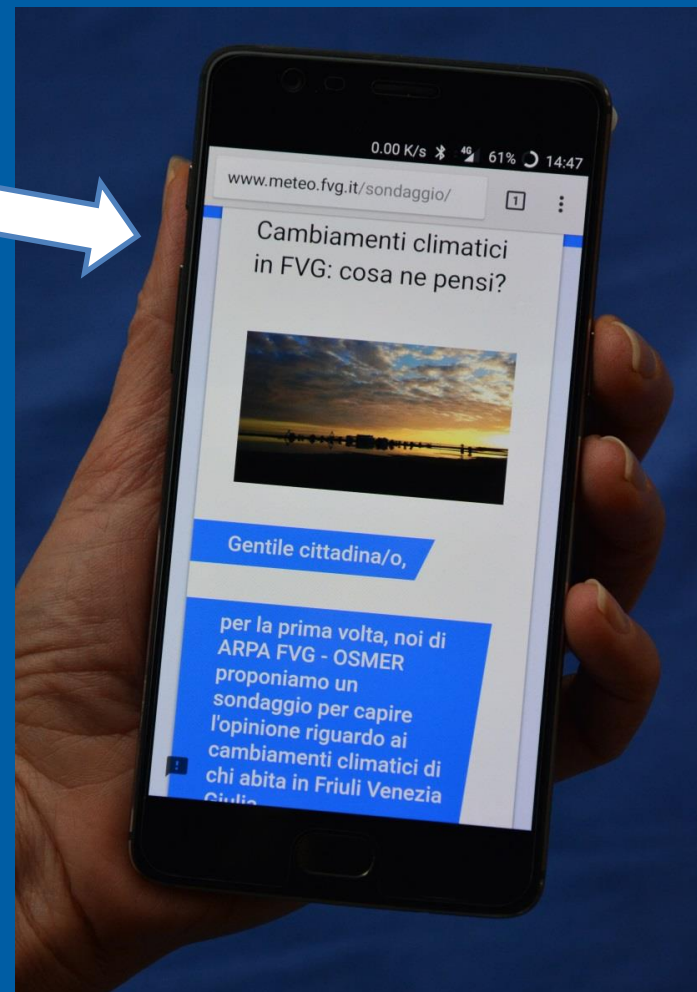 0.00 K/s 4G 61% 14:47
www.meteo.fvg.it/sondaggio/ 1
Cambiamenti climatici
in FVG: cosa ne pensi?
Gentile cittadina/o,
per la prima volta, noi di
ARPA FVG - OSMER
proponiamo un
sondaggio per capire
l'opinione riguardo ai
cambiamenti climatici di
chi abita in Friuli Venezia
Giulia